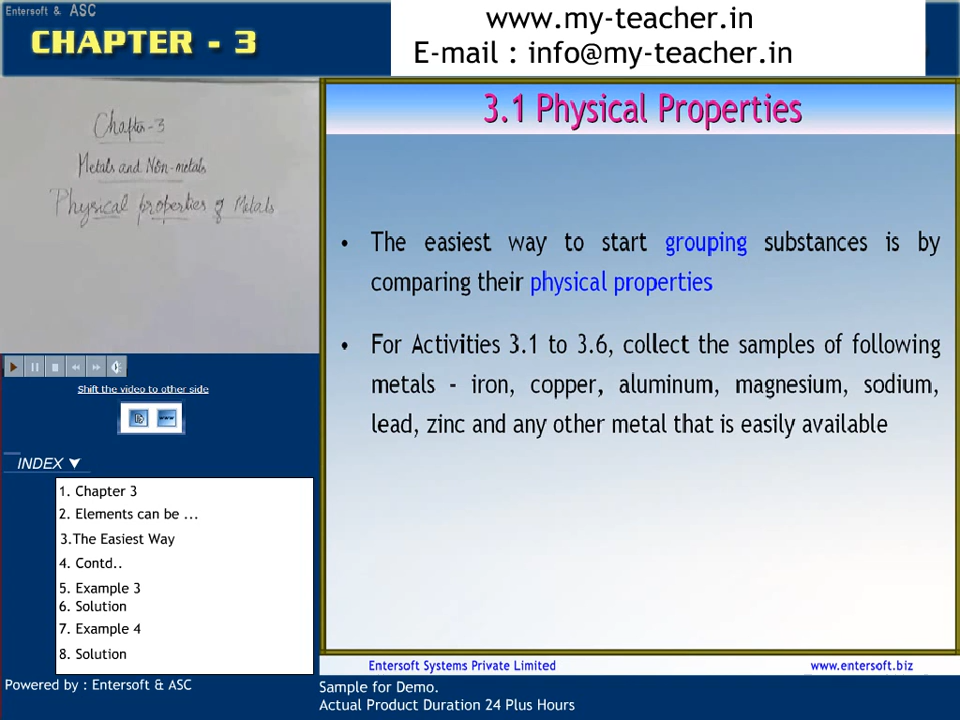 Entersoft & ASC
CHAPTER - 3
www.my-teacher.in
E-mail : info@my-teacher.in
Chapter-3
Metals and Non-metals
Physical properties of Metals
Shift the video to other side
www
INDEX
1. Chapter 3
2. Elements can be ...
3.The Easiest Way
4. Contd..
5. Example 3
6. Solution
7. Example 4
8. Solution
Powered by : Entersoft & ASC
3.1 Physical Properties
• The easiest way to start grouping substances is by
comparing their physical properties
• For Activities 3.1 to 3.6, collect the samples of following
metals - iron, copper, aluminum, magnesium, sodium,
lead, zinc and any other metal that is easily available
Entersoft Systems Private Limited
www.entersoft.biz
Sample for Demo.
Actual Product Duration 24 Plus Hours